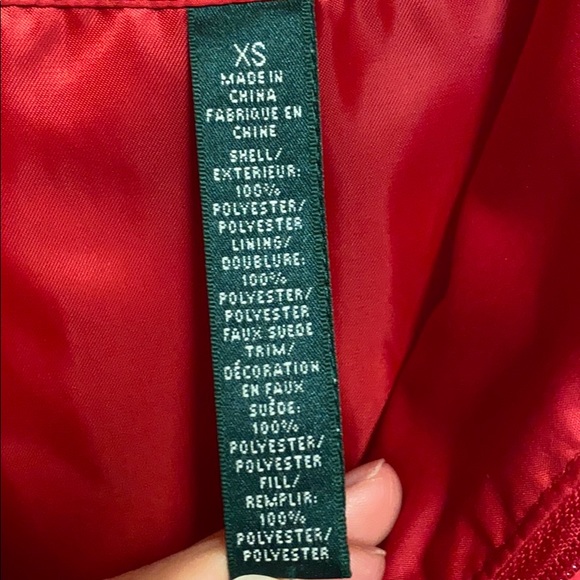 XS
MADE IN
CHINA
FABRIQUE EN
CHINE
SHELL/
EXTERIEUR:
100%
POLYESTER/
POLYESTER
LINING/
DOUBLURE:
100%
POLYESTER/
POLYESTER
FAUX SUEDE
TRIM/
DÉCORATION
EN FAUX
SUÈDE:
100%
POLYESTER/
POLYESTER
FILL/
REMPLIR:
100%
POLYESTER/
POLYESTER